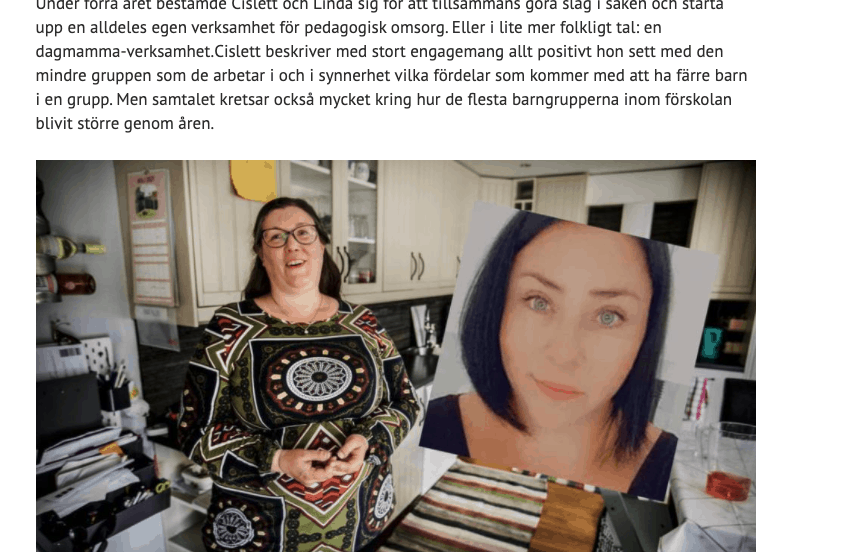 Under förra året bestämde Cislett och Linda sig för att tillsammans göra slag i saken och starta
upp en alldeles egen verksamhet för pedagogisk omsorg. Eller i lite mer folkligt tal: en
dagmamma-verksamhet.Cislett beskriver med stort engagemang allt positivt hon sett med den
mindre gruppen som de arbetar i och i synnerhet vilka fördelar som kommer med att ha färre barn
i en grupp. Men samtalet kretsar också mycket kring hur de flesta barngrupperna inom förskolan
blivit större genom åren.